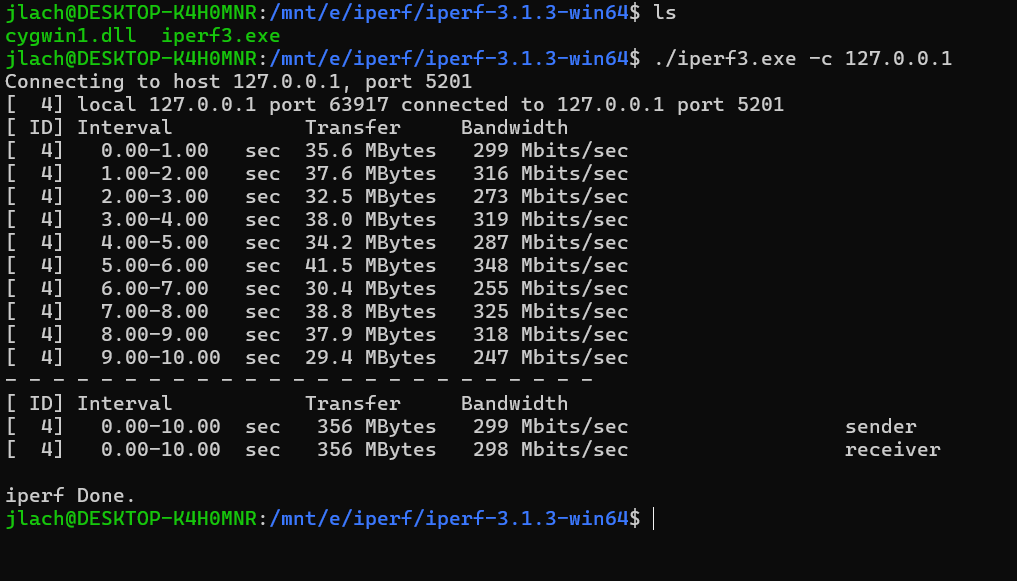 jlach@DESKTOP-K4H0MNR:/mnt/e/iperf/iperf-3.1.3-win64$ ls
cygwin1.dll  iperf3.exe
jlach@DESKTOP-K4H0MNR:/mnt/e/iperf/iperf-3.1.3-win64$ ./iperf3.exe -c 127.0.0.1
Connecting to host 127.0.0.1, port 5201
[  4] local 127.0.0.1 port 63917 connected to 127.0.0.1 port 5201
[ ID] Interval           Transfer     Bandwidth
[  4]   0.00-1.00   sec  35.6 MBytes   299 Mbits/sec
[  4]   1.00-2.00   sec  37.6 MBytes   316 Mbits/sec
[  4]   2.00-3.00   sec  32.5 MBytes   273 Mbits/sec
[  4]   3.00-4.00   sec  38.0 MBytes   319 Mbits/sec
[  4]   4.00-5.00   sec  34.2 MBytes   287 Mbits/sec
[  4]   5.00-6.00   sec  41.5 MBytes   348 Mbits/sec
[  4]   6.00-7.00   sec  30.4 MBytes   255 Mbits/sec
[  4]   7.00-8.00   sec  38.8 MBytes   325 Mbits/sec
[  4]   8.00-9.00   sec  37.9 MBytes   318 Mbits/sec
[  4]   9.00-10.00  sec  29.4 MBytes   247 Mbits/sec
- - - - - - - - - - - - - - - - - - - - - - - - -
[ ID] Interval           Transfer     Bandwidth
[  4]   0.00-10.00  sec   356 MBytes   299 Mbits/sec                  sender
[  4]   0.00-10.00  sec   356 MBytes   298 Mbits/sec                  receiver

iperf Done.
jlach@DESKTOP-K4H0MNR:/mnt/e/iperf/iperf-3.1.3-win64$